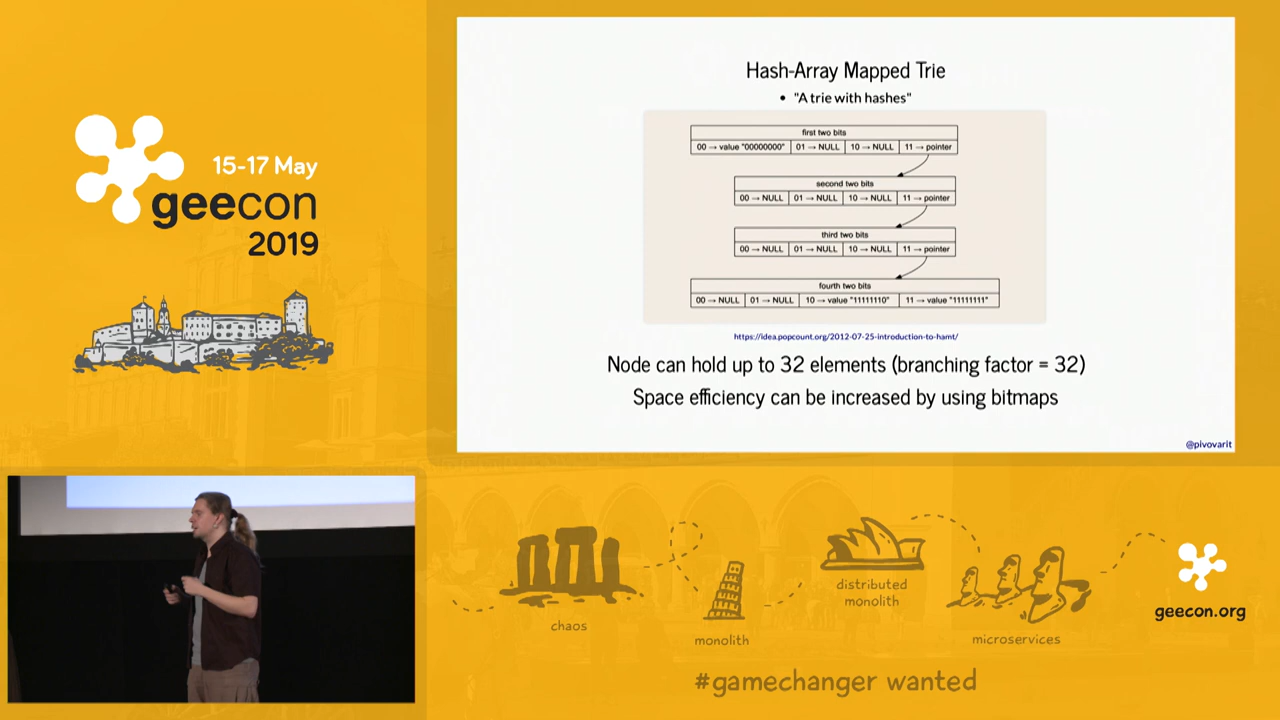 15-17 May
geecon
2019
Hash-Array Mapped Trie
• "A trie with hashes"
first two bits
00 → value "00000000" 01 → NULL 10 → NULL 11 → pointer
second two bits
00 → NULL 01 → NULL 10 → NULL 11 → pointer
third two bits
00 → NULL 01 → NULL 10 → NULL 11 → pointer
fourth two bits
00 → NULL 01 → NULL 10 → value "11111110" 11 → value "11111111"
https://idea.popcount.org/2012-07-25-introduction-to-hamt/
Node can hold up to 32 elements (branching factor = 32)
Space efficiency can be increased by using bitmaps
@pivovarit
chaos
monolith
distributed
monolith
microservices
geecon.org
#gamechanger wanted